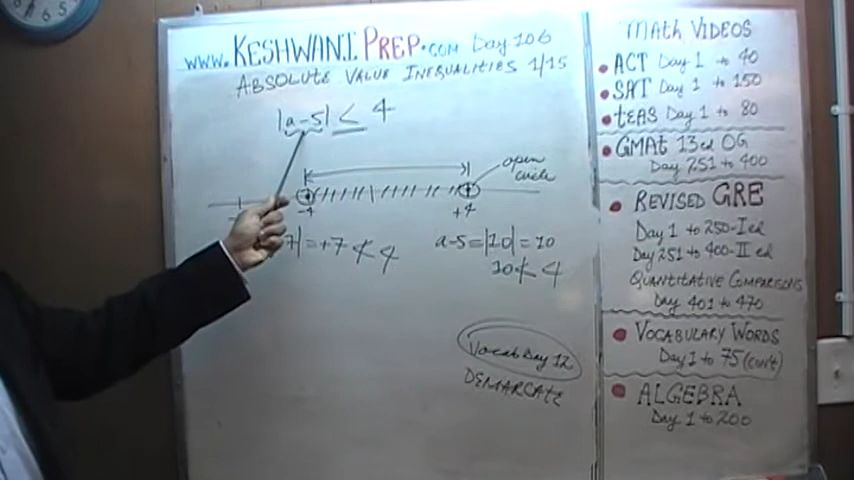 www.KESHWANIPREP.COM Day 106
ABSOLUTE VALUE INEQUALITIES 1/15
|a-5| < 4
open
circle
-4 +4
7| = +7 ≮ 4 a-5=|10| = 10
10 ≮ 4
Vocab Day 12
DEMARCATE
MATH VIDEOS
ACT Day 1 to 40
SAT Day 1 to 150
tEAS Day 1 to 80
GMAt 13ed OG
Day 251 to 400
REVISED GRE
Day 1 to 250-I ed
Day 251 to 400-II ed
QUANTITATIVE COMPARISONS
Day 401 to 470
VOCABULARY WORDS
Day 1 to 75 (con't)
ALGEBRA
Day 1 to 200